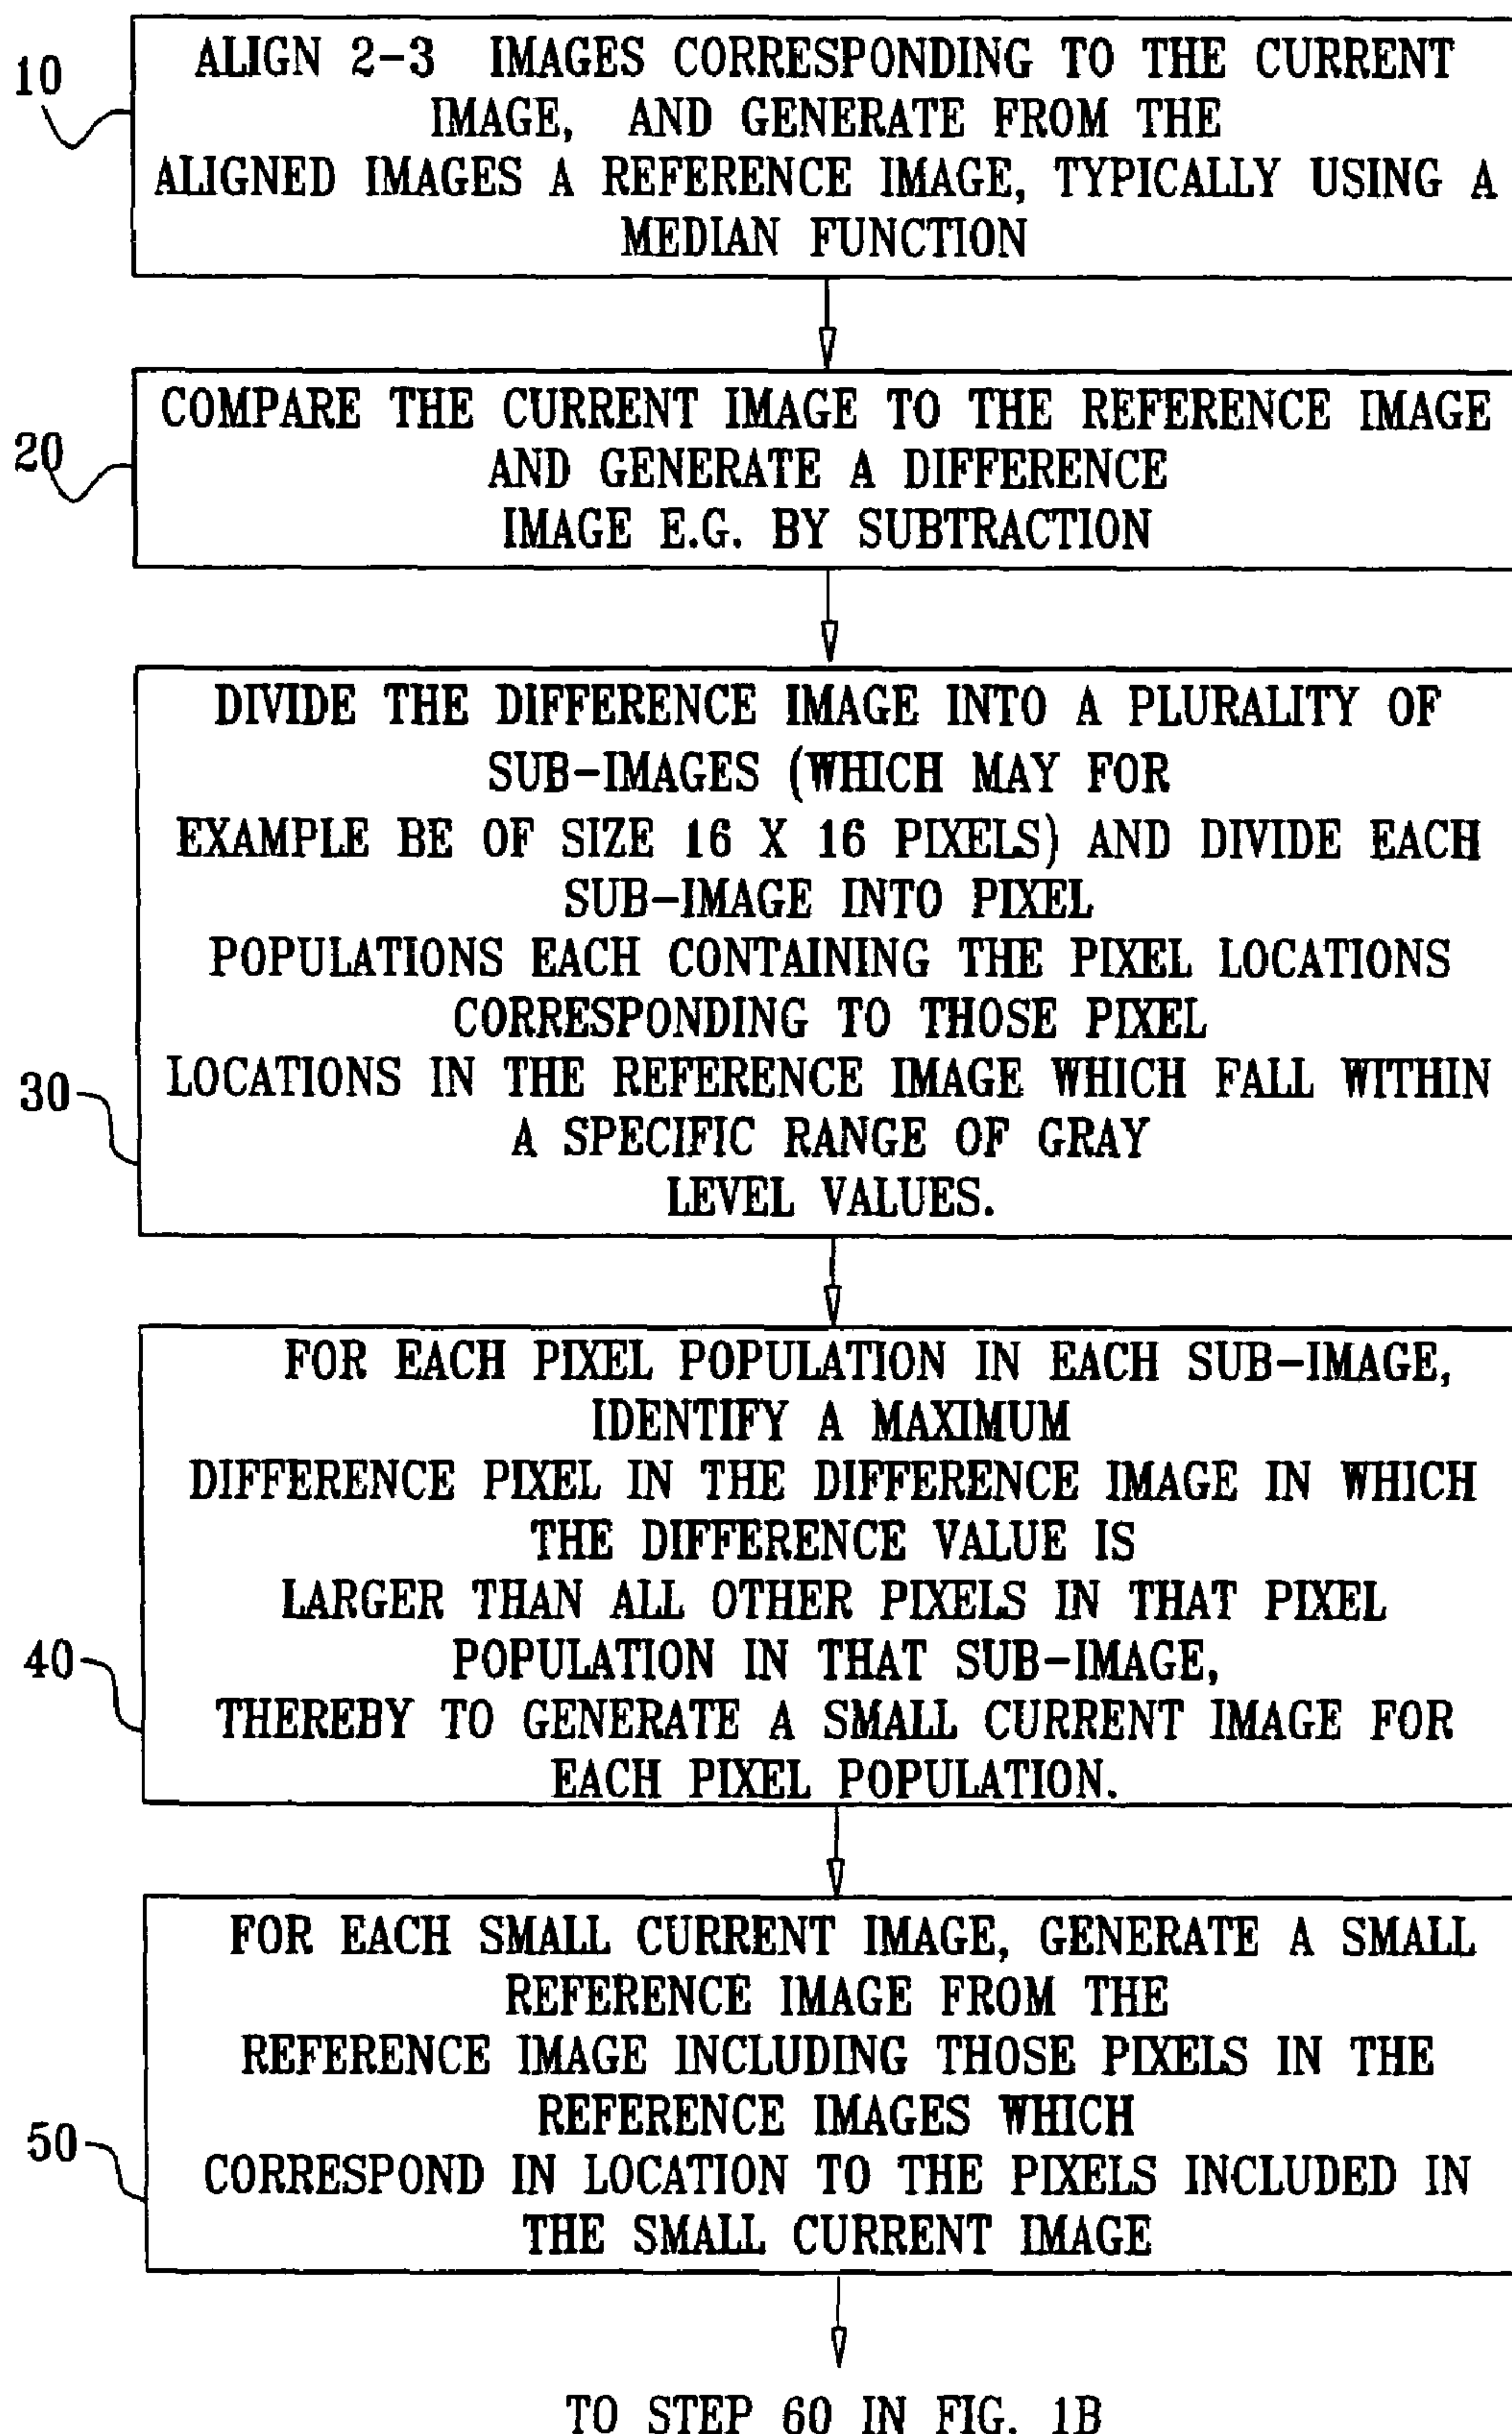 10
ALIGN 2-3 IMAGES CORRESPONDING TO THE CURRENT
IMAGE, AND GENERATE FROM THE
ALIGNED IMAGES A REFERENCE IMAGE, TYPICALLY USING A
MEDIAN FUNCTION
20
COMPARE THE CURRENT IMAGE TO THE REFERENCE IMAGE
AND GENERATE A DIFFERENCE
IMAGE E.G. BY SUBTRACTION
30
DIVIDE THE DIFFERENCE IMAGE INTO A PLURALITY OF
SUB-IMAGES (WHICH MAY FOR
EXAMPLE BE OF SIZE 16 X 16 PIXELS) AND DIVIDE EACH
SUB-IMAGE INTO PIXEL
POPULATIONS EACH CONTAINING THE PIXEL LOCATIONS
CORRESPONDING TO THOSE PIXEL
LOCATIONS IN THE REFERENCE IMAGE WHICH FALL WITHIN
A SPECIFIC RANGE OF GRAY
LEVEL VALUES.
40
FOR EACH PIXEL POPULATION IN EACH SUB-IMAGE,
IDENTIFY A MAXIMUM
DIFFERENCE PIXEL IN THE DIFFERENCE IMAGE IN WHICH
THE DIFFERENCE VALUE IS
LARGER THAN ALL OTHER PIXELS IN THAT PIXEL
POPULATION IN THAT SUB-IMAGE,
THEREBY TO GENERATE A SMALL CURRENT IMAGE FOR
EACH PIXEL POPULATION.
50
FOR EACH SMALL CURRENT IMAGE, GENERATE A SMALL
REFERENCE IMAGE FROM THE
REFERENCE IMAGE INCLUDING THOSE PIXELS IN THE
REFERENCE IMAGES WHICH
CORRESPOND IN LOCATION TO THE PIXELS INCLUDED IN
THE SMALL CURRENT IMAGE
TO STEP 60 IN FIG. 1B